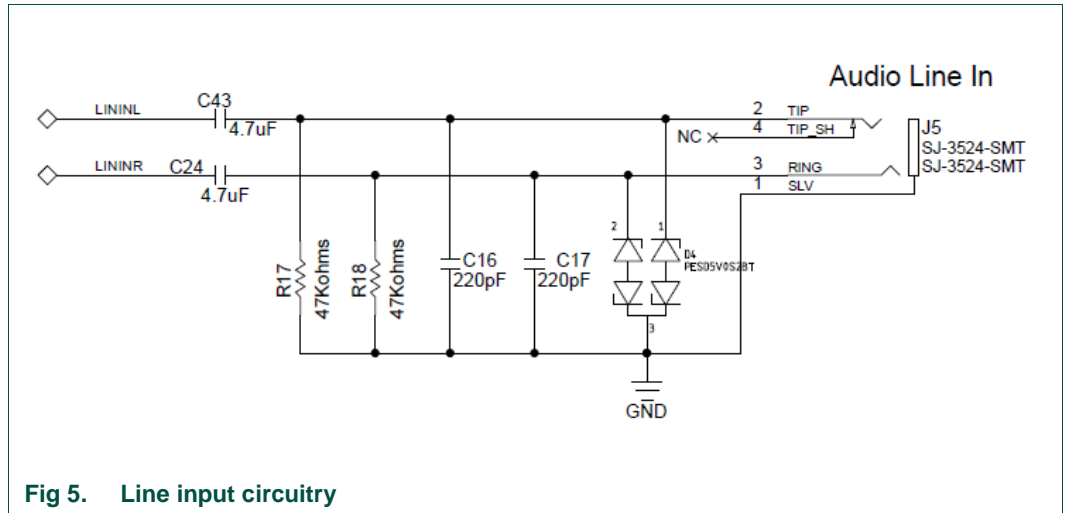 Audio Line In
LININL
C43
4.7uF
2
TIP
4
TIP_SH
NC
J5
SJ-3524-SMT
SJ-3524-SMT
LININR
C24
4.7uF
3
RING
1
SLV
R17
47Kohms
R18
47Kohms
C16
220pF
C17
220pF
2
1
D4
PESD5V0S2BT
3
GND
Fig 5. Line input circuitry